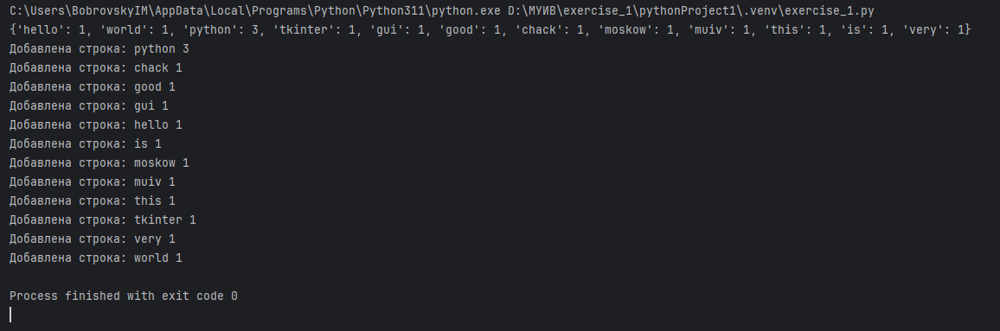 C:\Users\BobrovskyIM\AppData\Local\Programs\Python\Python311\python.exe D:\МУИВ\exercise_1\pythonProject1\.venv\exercise_1.py
{'hello': 1, 'world': 1, 'python': 3, 'tkinter': 1, 'gui': 1, 'good': 1, 'chack': 1, 'moskow': 1, 'muiv': 1, 'this': 1, 'is': 1, 'very': 1}
Добавлена строка: python 3
Добавлена строка: chack 1
Добавлена строка: good 1
Добавлена строка: gui 1
Добавлена строка: hello 1
Добавлена строка: is 1
Добавлена строка: moskow 1
Добавлена строка: muiv 1
Добавлена строка: this 1
Добавлена строка: tkinter 1
Добавлена строка: very 1
Добавлена строка: world 1
Process finished with exit code 0